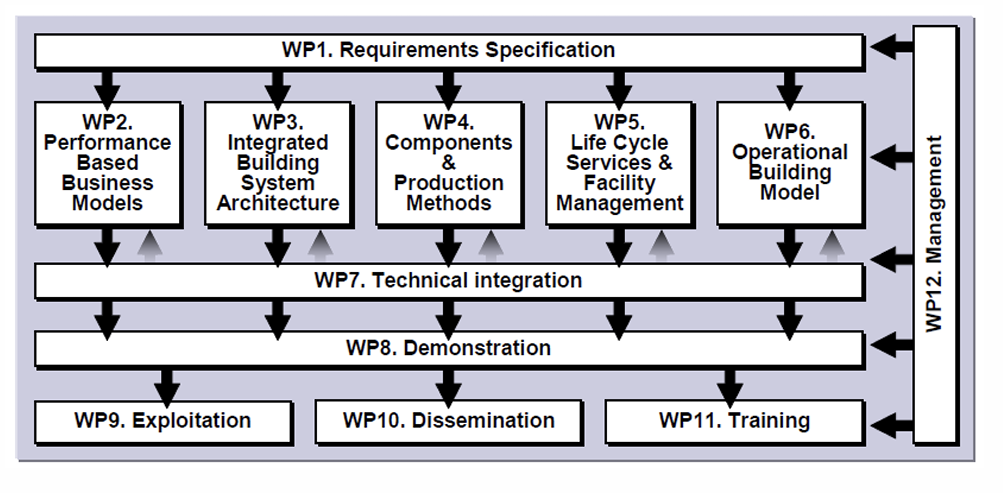 WP1. Requirements Specification
WP2.
Performance
Based
Business
Models
WP3.
Integrated
Building
System
Architecture
WP4.
Components
&
Production
Methods
WP5.
Life Cycle
Services &
Facility
Management
WP6.
Operational
Building
Model
WP7. Technical integration
WP8. Demonstration
WP9. Exploitation
WP10. Dissemination
WP11. Training
WP12. Management